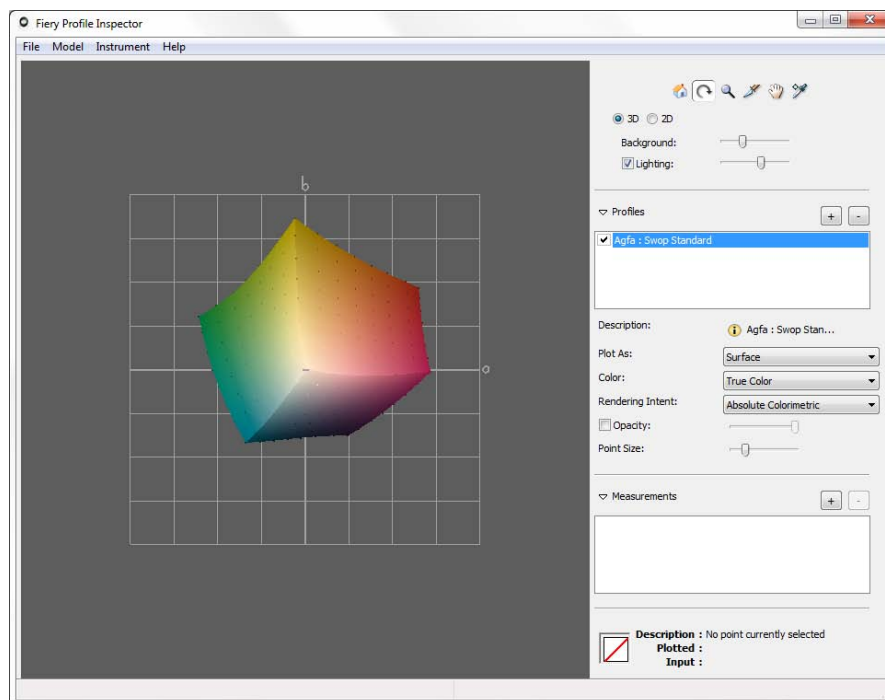 Fiery Profile Inspector
File Model Instrument Help
3D 2D
Background:
Lighting:
Profiles
+ -
Agfa : Swop Standard
Description: Agfa : Swop Stan...
Plot As: Surface
Color: True Color
Rendering Intent: Absolute Colorimetric
Opacity:
Point Size:
Measurements
+ -
Description : No point currently selected
Plotted :
Input :
b
a